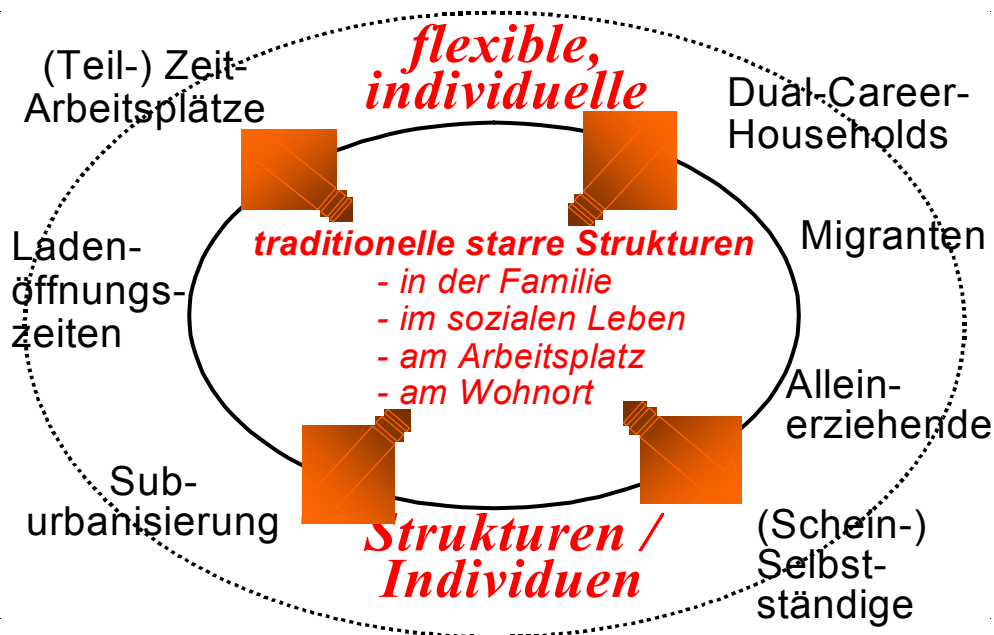 flexible,
individuelle
(Teil-) Zeit-
Arbeitsplätze
Dual-Career-
Households
Laden-
öffnungs-
zeiten
traditionelle starre Strukturen
- in der Familie
- im sozialen Leben
- am Arbeitsplatz
- am Wohnort
Migranten
Allein-
erziehende
Sub-
urbanisierung
Strukturen /
Individuen
(Schein-)
Selbst-
ständige